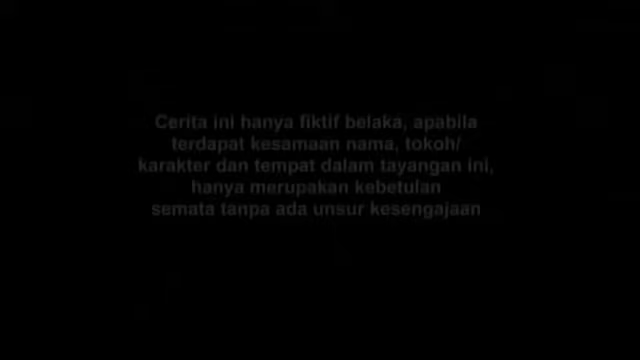 Cerita ini hanya fiktif belaka, apabila
terdapat kesamaan nama, tokoh/
karakter dan tempat dalam tayangan ini,
hanya merupakan kebetulan
semata tanpa ada unsur kesengajaan